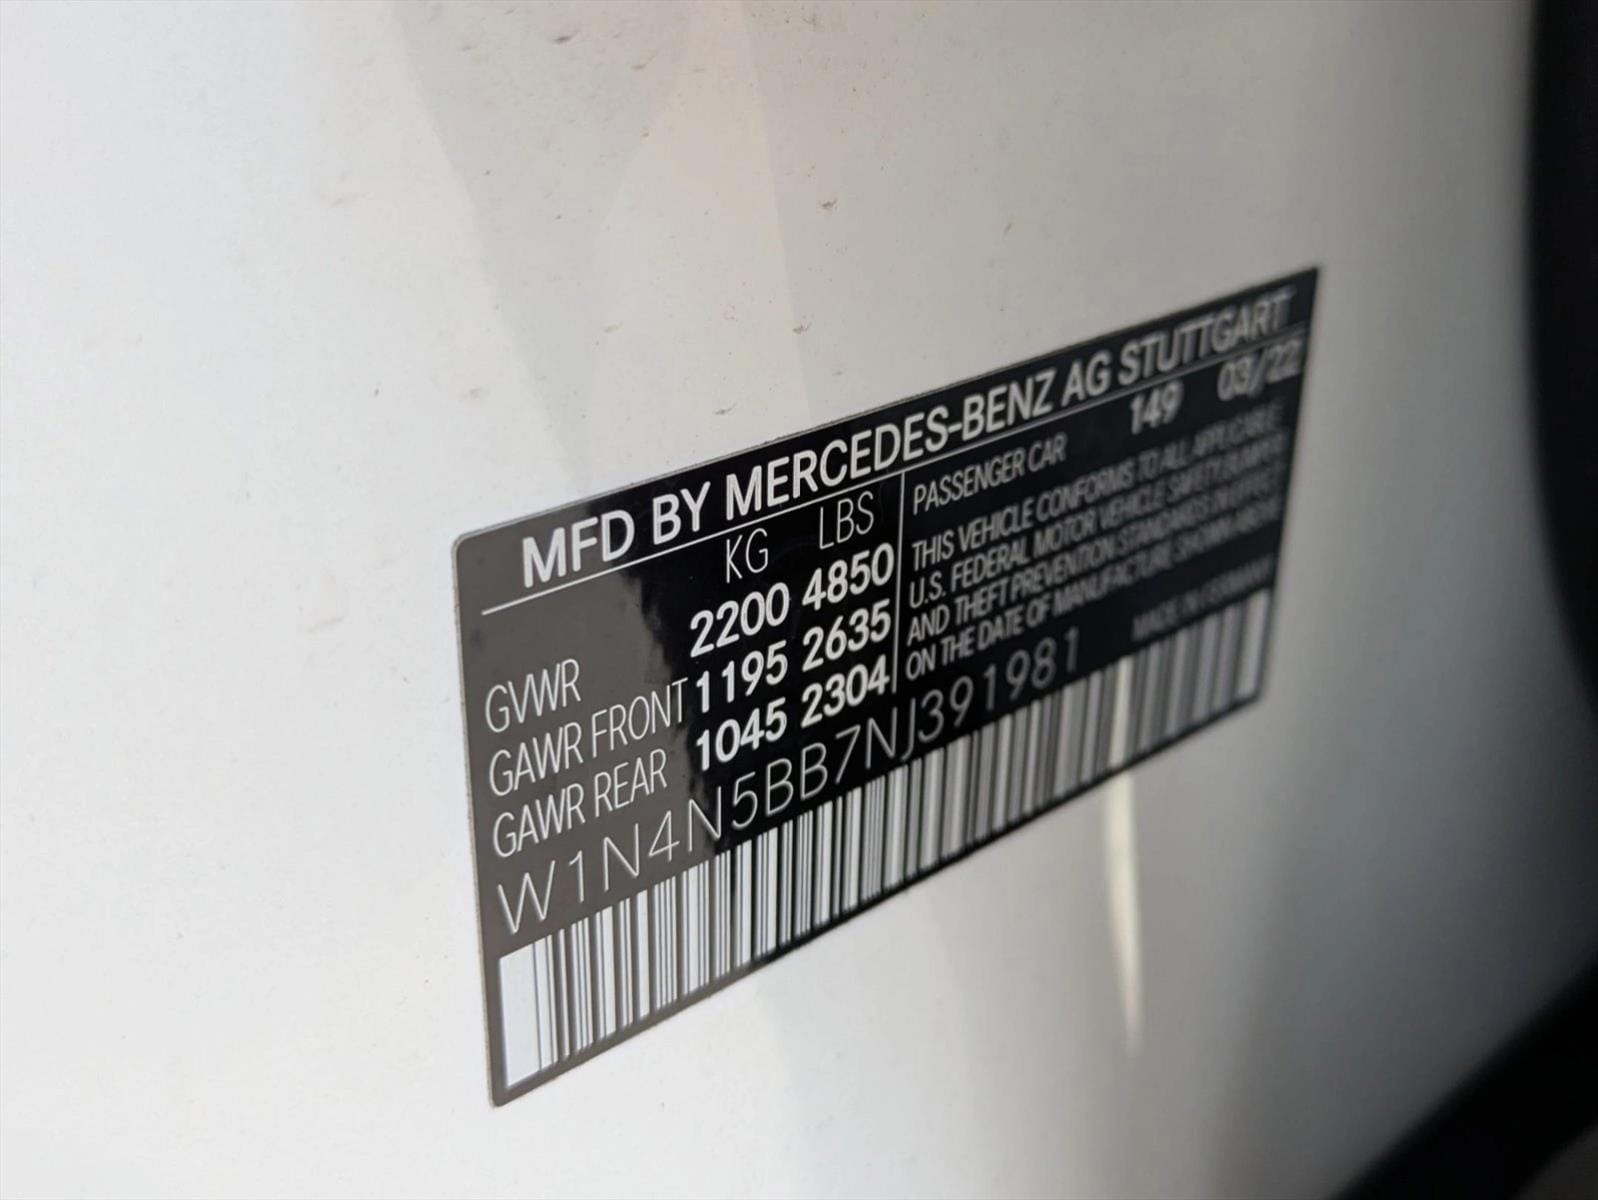 MFD BY MERCEDES-BENZ AG STUTTGART
KG LBS
GVWR 2200 4850
GAWR FRONT 1195 2635
GAWR REAR 1045 2304
PASSENGER CAR 149 03/22
THIS VEHICLE CONFORMS TO ALL APPLICABLE
U.S. FEDERAL MOTOR VEHICLE SAFETY BUMPER
AND THEFT PREVENTION STANDARDS IN EFFECT
ON THE DATE OF MANUFACTURE SHOWN ABOVE
MADE IN GERMANY
W1N4N5BB7NJ391981